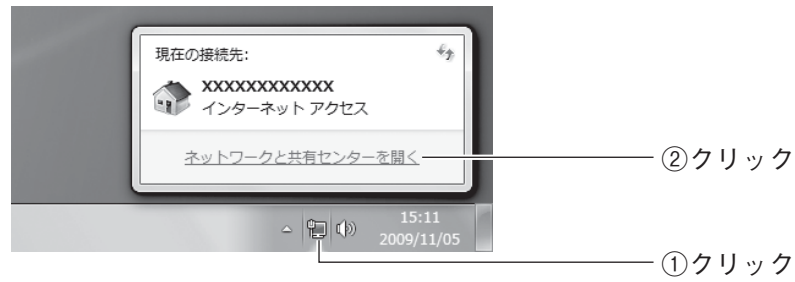 現在の接続先:
XXXXXXXXXXXX
インターネット アクセス
ネットワークと共有センターを開く
②クリック
15:11
2009/11/05
①クリック